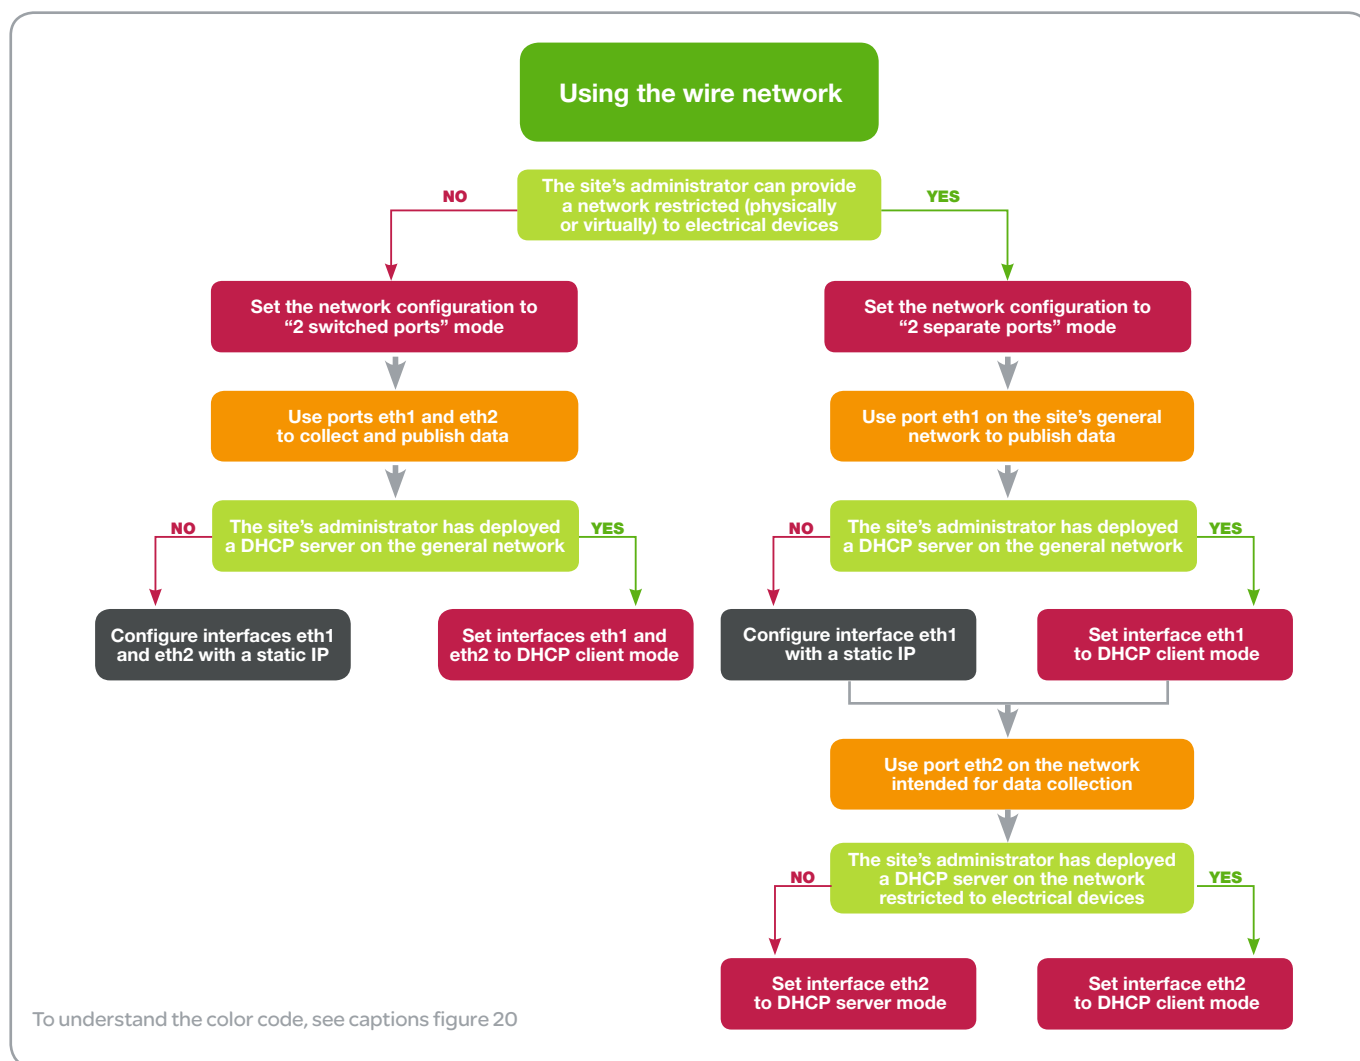 Using the wire network
The site's administrator can provide
a network restricted (physically
or virtually) to electrical devices
NO
YES
Set the network configuration to
“2 switched ports” mode
Set the network configuration to
“2 separate ports” mode
Use ports eth1 and eth2
to collect and publish data
Use port eth1 on the site's general
network to publish data
The site's administrator has deployed
a DHCP server on the general network
NO
YES
The site's administrator has deployed
a DHCP server on the general network
NO
YES
Configure interfaces eth1
and eth2 with a static IP
Set interfaces eth1 and
eth2 to DHCP client mode
Configure interface eth1
with a static IP
Set interface eth1
to DHCP client mode
Use port eth2 on the network
intended for data collection
The site's administrator has deployed
a DHCP server on the network
restricted to electrical devices
NO
YES
Set interface eth2
to DHCP server mode
Set interface eth2
to DHCP client mode
To understand the color code, see captions figure 20